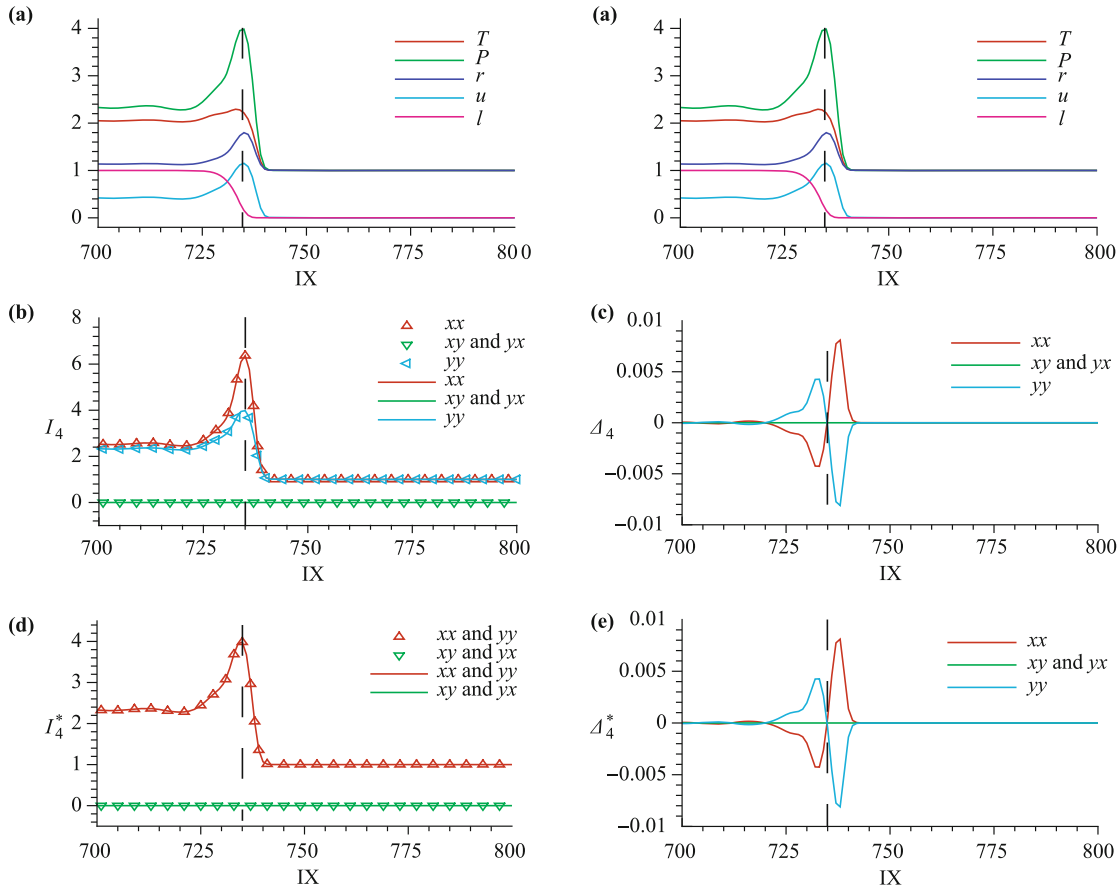 (a)
4
3
2
1
0
T
P
r
u
l
700
725
750
775
80 0
IX
(a)
4
3
2
1
0
T
P
r
u
l
700
725
750
775
800
IX
(b)
8
6
4
2
0
I4
xx
xy and yx
yy
xx
xy and yx
yy
700
725
750
775
800
IX
(c)
0.01
0.005
0
−0.005
−0.01
Δ4
xx
xy and yx
yy
700
725
750
775
800
IX
(d)
4
3
2
1
0
I4*
xx and yy
xy and yx
xx and yy
xy and yx
700
725
750
775
800
IX
(e)
0.01
0.005
0
−0.005
−0.01
Δ4*
xx
xy and yx
yy
700
725
750
775
800
IX